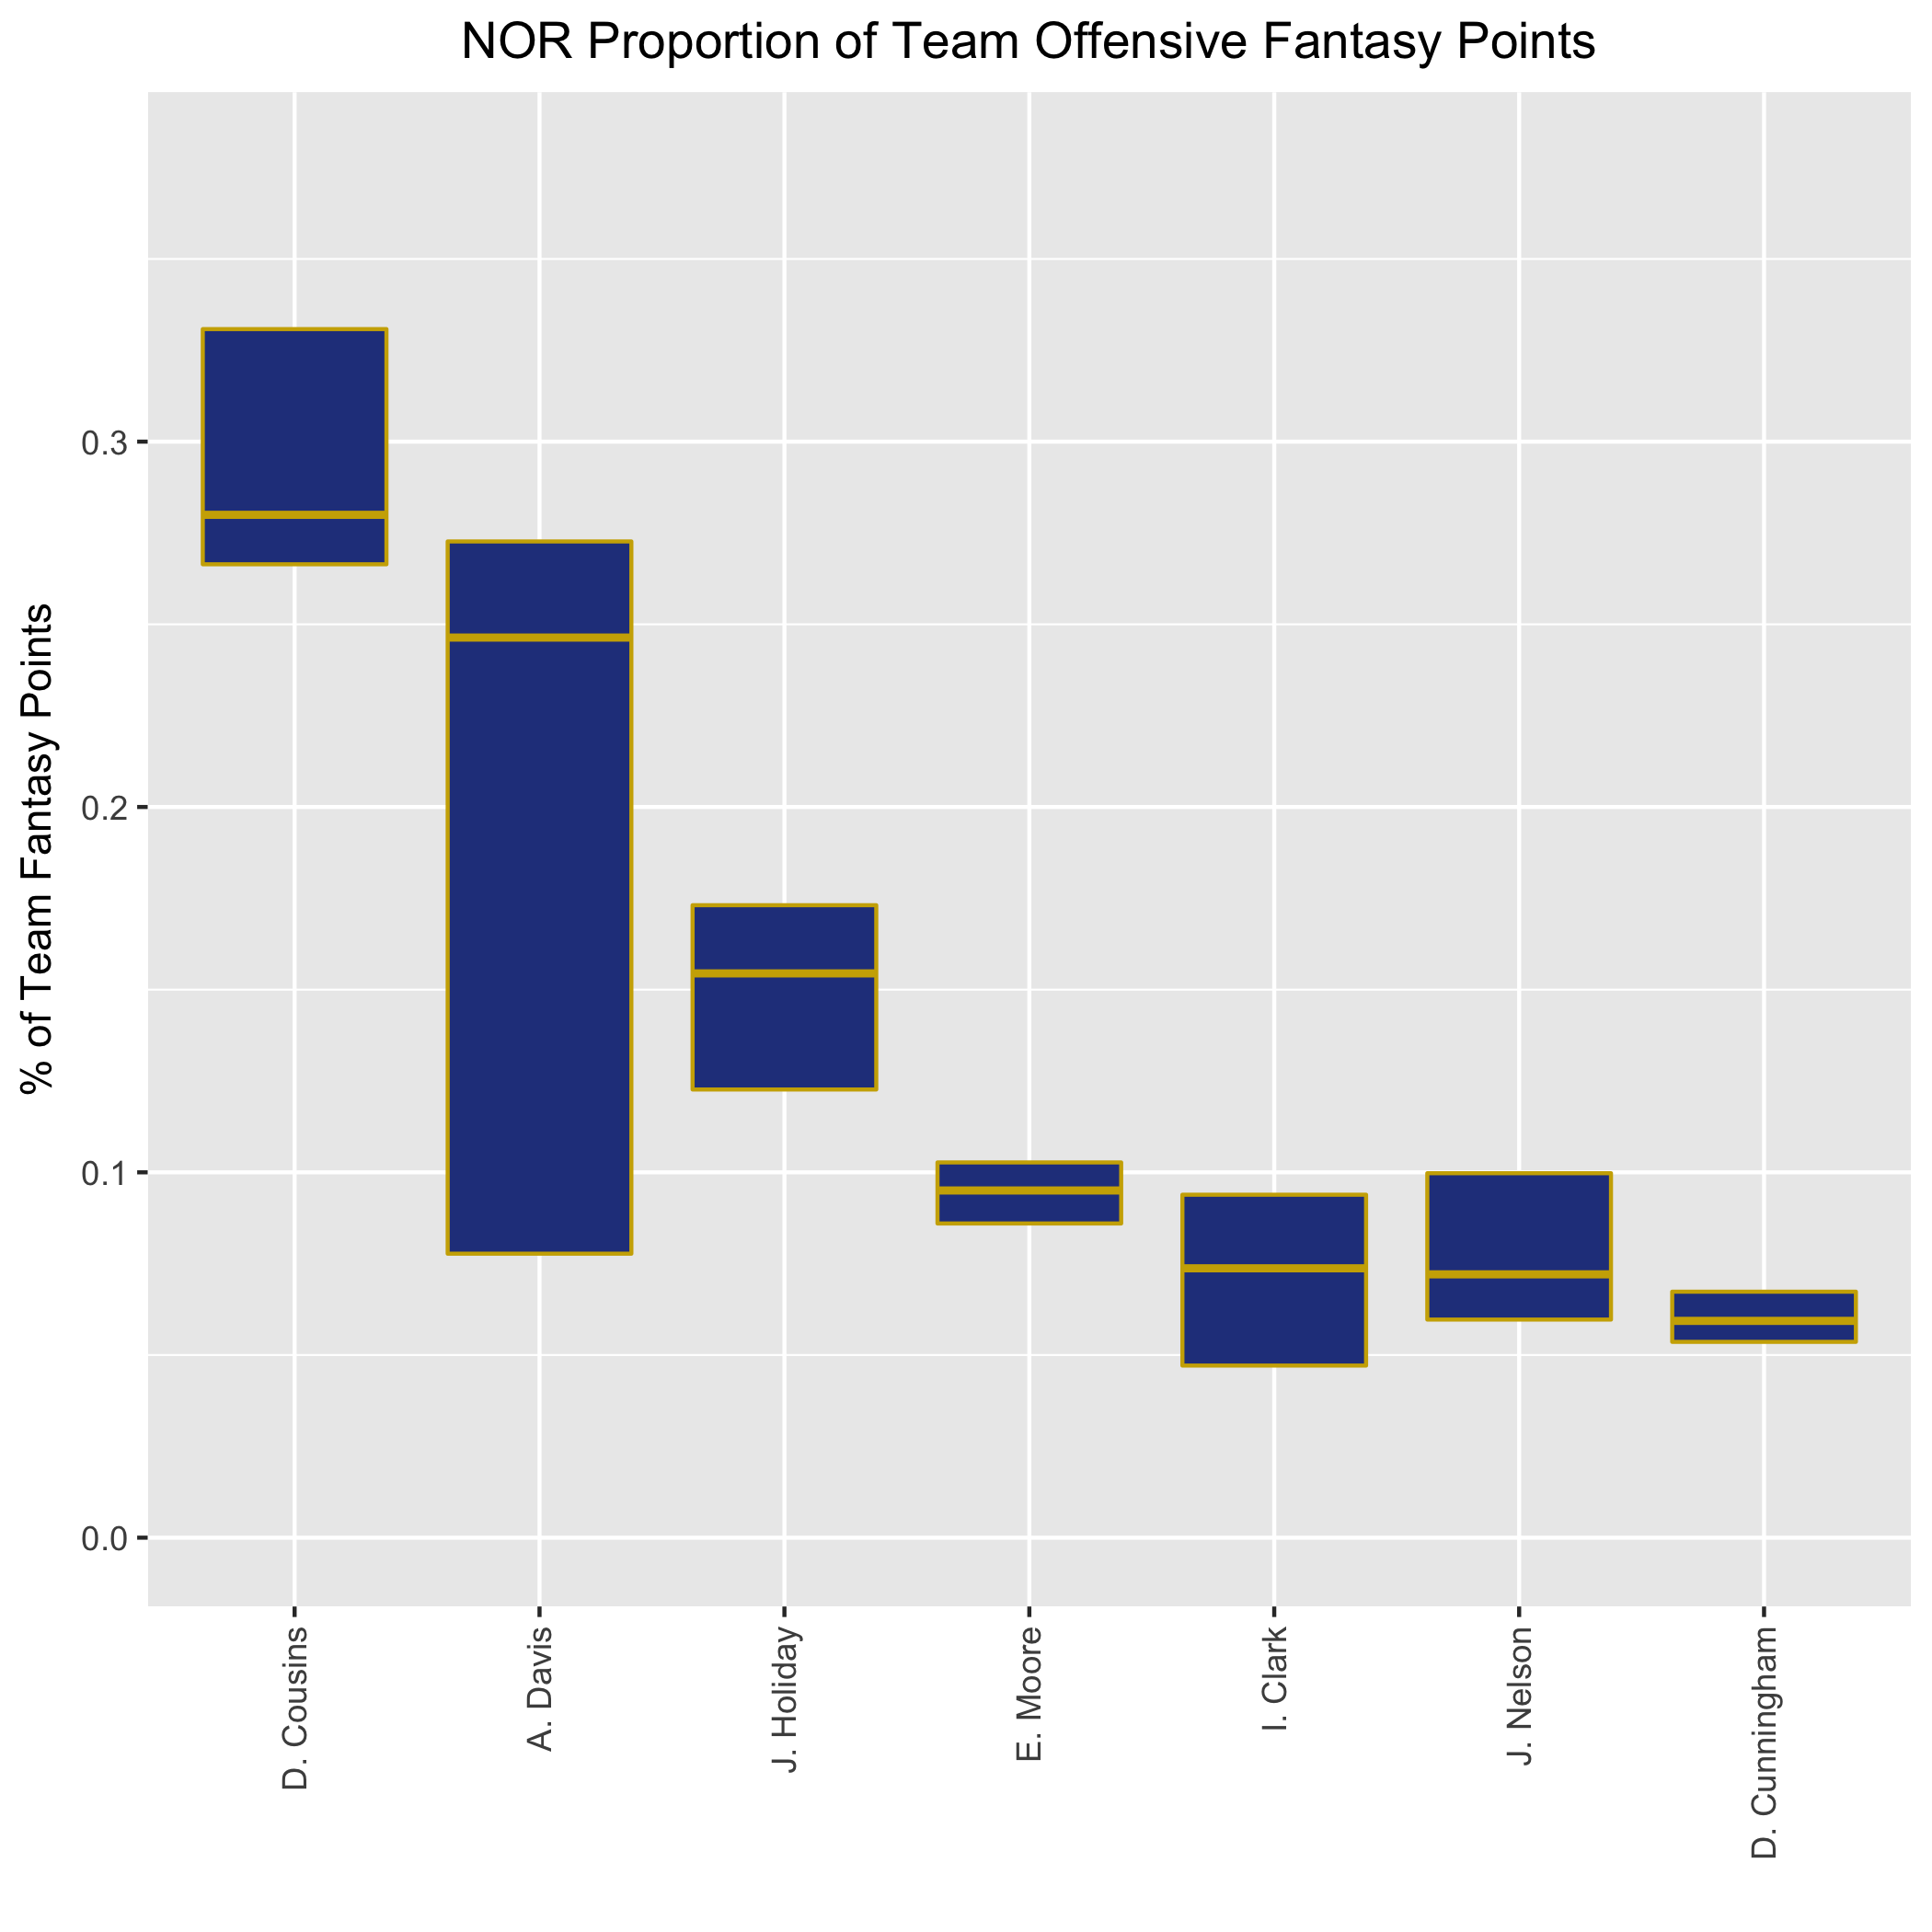 NOR Proportion of Team Offensive Fantasy Points
% of Team Fantasy Points
0.3
0.2
0.1
0.0
D. Cousins
A. Davis
J. Holiday
E. Moore
I. Clark
J. Nelson
D. Cunningham